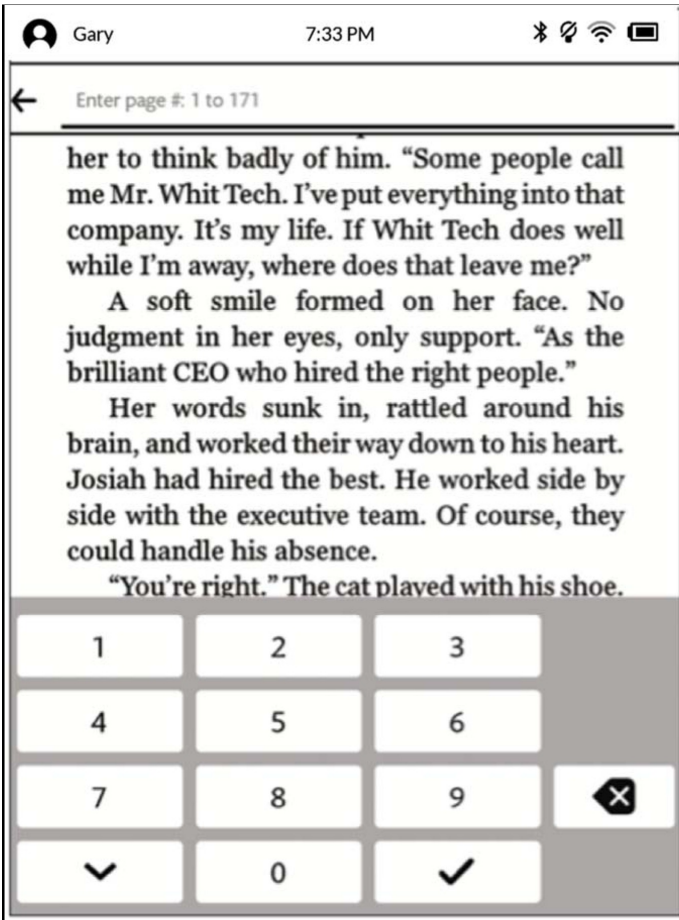 Gary 7:33 PM
Enter page #: 1 to 171
her to think badly of him. “Some people call
me Mr. Whit Tech. I’ve put everything into that
company. It’s my life. If Whit Tech does well
while I’m away, where does that leave me?”
A soft smile formed on her face. No
judgment in her eyes, only support. “As the
brilliant CEO who hired the right people.”
Her words sunk in, rattled around his
brain, and worked their way down to his heart.
Josiah had hired the best. He worked side by
side with the executive team. Of course, they
could handle his absence.
“You’re right.” The cat played with his shoe.
1 2 3
4 5 6
7 8 9
0